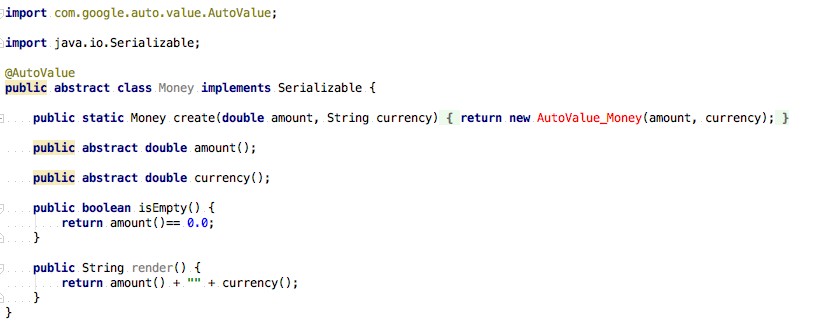 import com.google.auto.value.AutoValue;
import java.io.Serializable;
@AutoValue
public abstract class Money implements Serializable {
public static Money create(double amount, String currency) { return new AutoValue_Money(amount, currency); }
public abstract double amount();
public abstract double currency();
public boolean isEmpty() {
return amount()== 0.0;
}
public String render() {
return amount() + "" + currency();
}
}